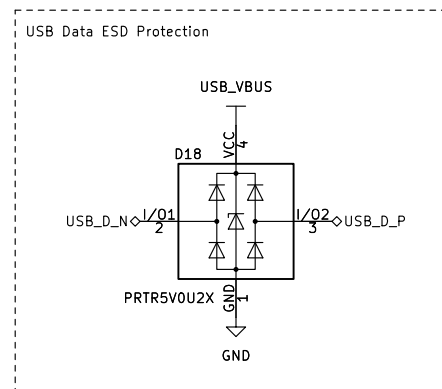 USB Data ESD Protection
USB_VBUS
VCC
4
D18
USB_D_N
I/O1
2
I/O2
3
USB_D_P
PRTR5V0U2X
GND
1
GND